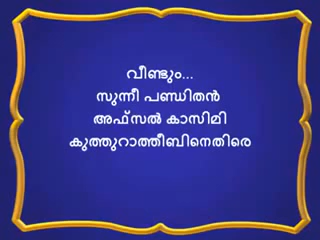 വീണ്ടും...
സുന്നീ പണ്ഡിതൻ
അഫ്സൽ കാസിമി
കുത്തുറാത്തീബിനെതിരെ